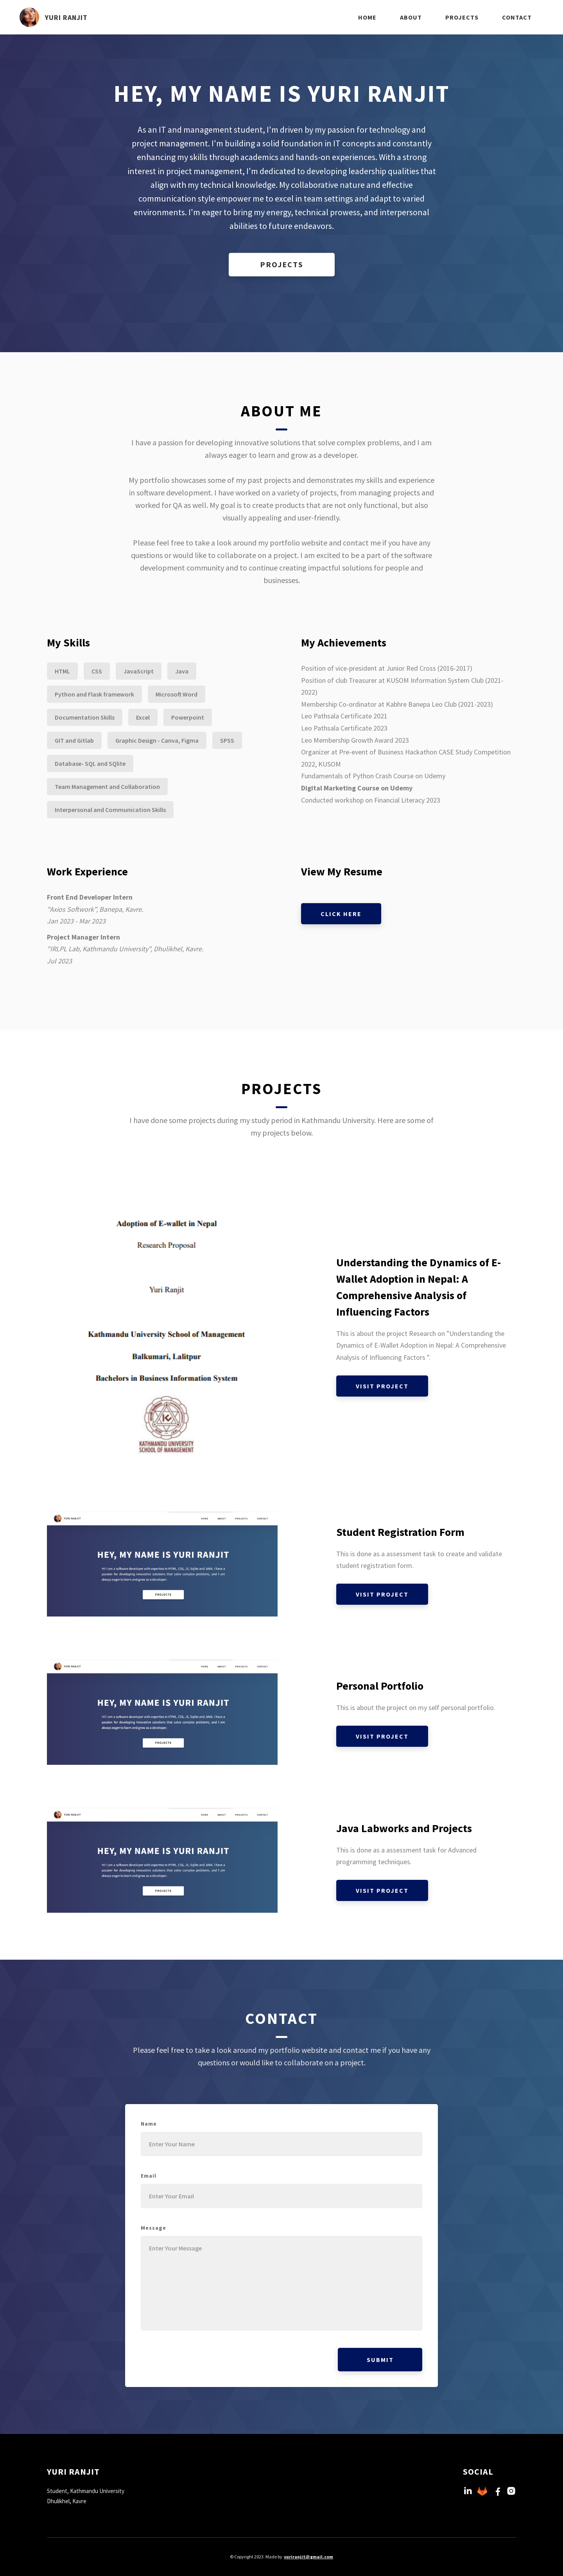 YURI RANJIT
HOME ABOUT PROJECTS CONTACT
HEY, MY NAME IS YURI RANJIT
As an IT and management student, I'm driven by my passion for technology and
project management. I'm building a solid foundation in IT concepts and constantly
enhancing my skills through academics and hands-on experiences. With a strong
interest in project management, I'm dedicated to developing leadership qualities that
align with my technical knowledge. My collaborative nature and effective
communication style empower me to excel in team settings and adapt to varied
environments. I'm eager to bring my energy, technical prowess, and interpersonal
abilities to future endeavors.
PROJECTS
ABOUT ME
I have a passion for developing innovative solutions that solve complex problems, and I am
always eager to learn and grow as a developer.
My portfolio showcases some of my past projects and demonstrates my skills and experience
in software development. I have worked on a variety of projects, from managing projects and
worked for QA as well. My goal is to create products that are not only functional, but also
visually appealing and user-friendly.
Please feel free to take a look around my portfolio website and contact me if you have any
questions or would like to collaborate on a project. I am excited to be a part of the software
development community and to continue creating impactful solutions for people and
businesses.
My Skills
HTML CSS JavaScript Java
Python and Flask framework Microsoft Word
Documentation Skills Excel Powerpoint
GIT and Gitlab Graphic Design - Canva, Figma SPSS
Database- SQL and SQlite
Team Management and Collaboration
Interpersonal and Communication Skills
My Achievements
Position of vice-president at Junior Red Cross (2016-2017)
Position of club Treasurer at KUSOM Information System Club (2021-
2022)
Membership Co-ordinator at Kabhre Banepa Leo Club (2021-2023)
Leo Pathsala Certificate 2021
Leo Pathsala Certificate 2023
Leo Membership Growth Award 2023
Organizer at Pre-event of Business Hackathon CASE Study Competition
2022, KUSOM
Fundamentals of Python Crash Course on Udemy
Digital Marketing Course on Udemy
Conducted workshop on Financial Literacy 2023
Work Experience
Front End Developer Intern
"Axios Softwork", Banepa, Kavre.
Jan 2023 - Mar 2023
Project Manager Intern
"IRLPL Lab, Kathmandu University", Dhulikhel, Kavre.
Jul 2023
View My Resume
CLICK HERE
PROJECTS
I have done some projects during my study period in Kathmandu University. Here are some of
my projects below.
Adoption of E-wallet in Nepal
Research Proposal
Yuri Ranjit
Kathmandu University School of Management
Balkumari, Lalitpur
Bachelors in Business Information System
KATHMANDU UNIVERSITY
SCHOOL OF MANAGEMENT
Understanding the Dynamics of E-
Wallet Adoption in Nepal: A
Comprehensive Analysis of
Influencing Factors
This is about the project Research on "Understanding the
Dynamics of E-Wallet Adoption in Nepal: A Comprehensive
Analysis of Influencing Factors ".
VISIT PROJECT
YURI RANJIT
HOME ABOUT PROJECTS CONTACT
HEY, MY NAME IS YURI RANJIT
PROJECTS
Student Registration Form
This is done as a assessment task to create and validate
student registration form.
VISIT PROJECT
YURI RANJIT
HOME ABOUT PROJECTS CONTACT
HEY, MY NAME IS YURI RANJIT
PROJECTS
Personal Portfolio
This is about the project on my self personal portfolio.
VISIT PROJECT
YURI RANJIT
HOME ABOUT PROJECTS CONTACT
HEY, MY NAME IS YURI RANJIT
PROJECTS
Java Labworks and Projects
This is done as a assessment task for Advanced
programming techniques.
VISIT PROJECT
CONTACT
Please feel free to take a look around my portfolio website and contact me if you have any
questions or would like to collaborate on a project.
Name
Enter Your Name
Email
Enter Your Email
Message
Enter Your Message
SUBMIT
YURI RANJIT
Student, Kathmandu University
Dhulikhel, Kavre
SOCIAL
© Copyright 2023. Made by yuriranjit@gmail.com